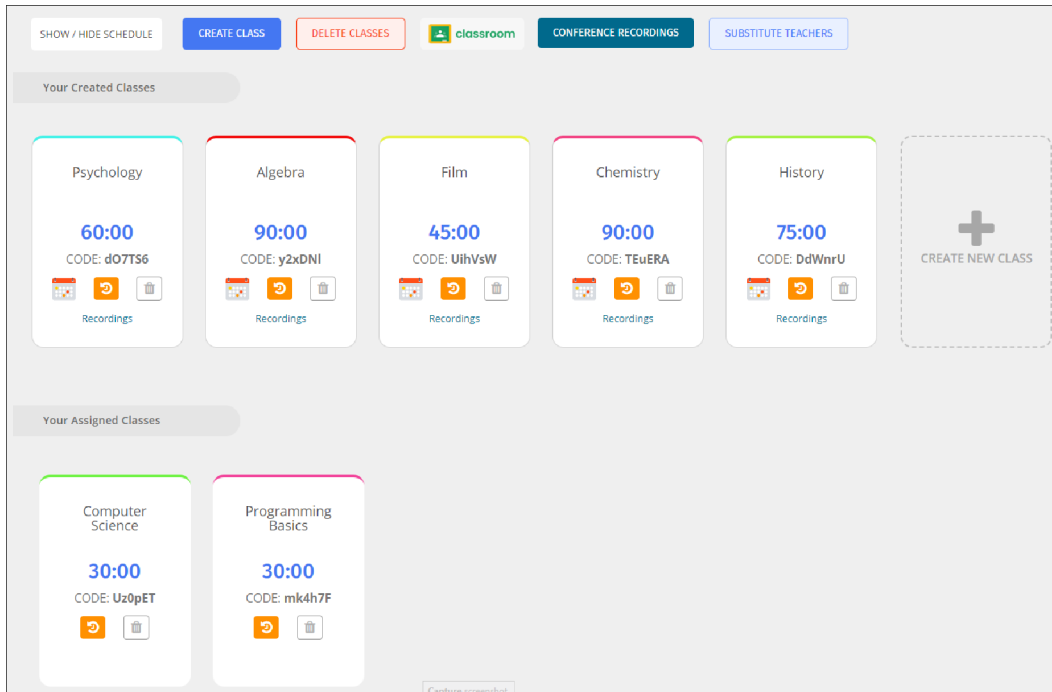 SHOW / HIDE SCHEDULE
CREATE CLASS
DELETE CLASSES
classroom
CONFERENCE RECORDINGS
SUBSTITUTE TEACHERS
Your Created Classes
Psychology
60:00
CODE: dO7TS6
Recordings
Algebra
90:00
CODE: y2xDNl
Recordings
Film
45:00
CODE: UihVsW
Recordings
Chemistry
90:00
CODE: TEuERA
Recordings
History
75:00
CODE: DdWnrU
Recordings
CREATE NEW CLASS
Your Assigned Classes
Computer
Science
30:00
CODE: Uz0pET
Programming
Basics
30:00
CODE: mk4h7F
Capture screenshot